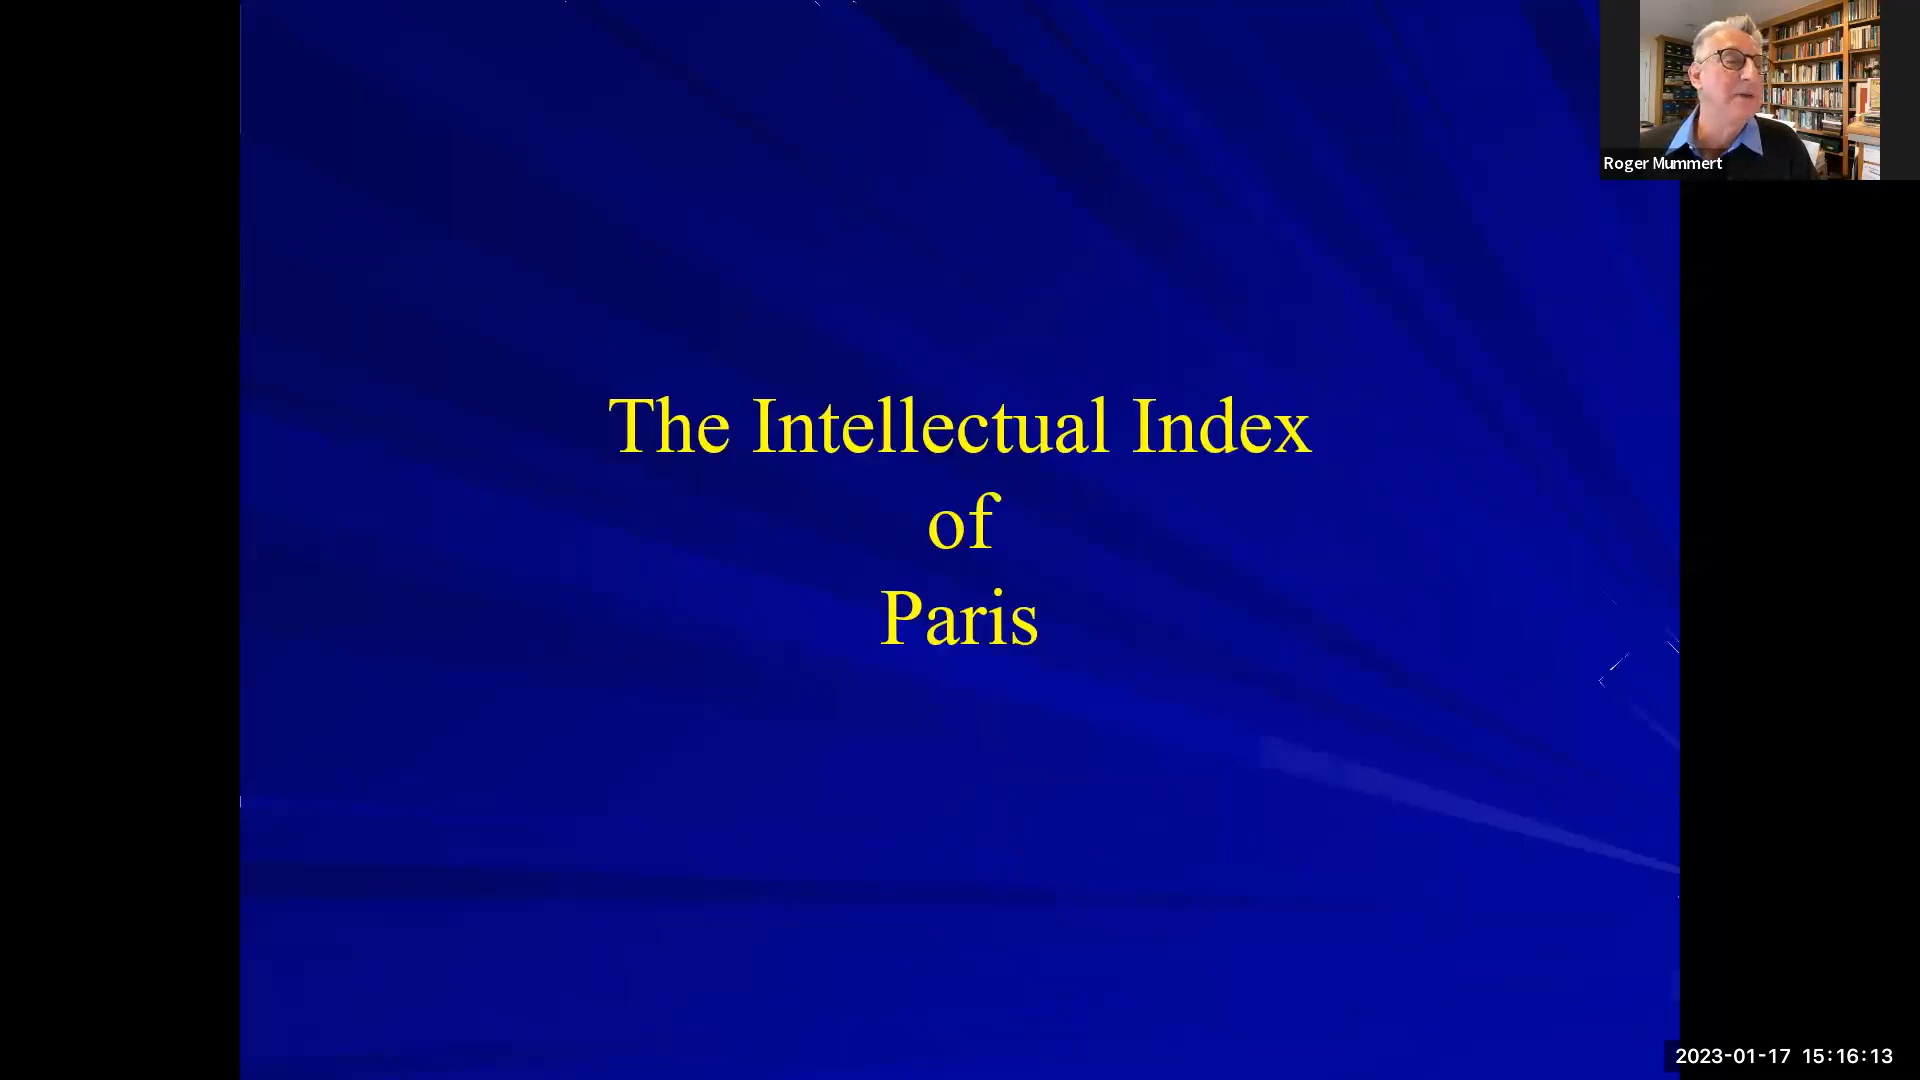 Roger Mummert
The Intellectual Index
of
Paris
2023-01-17 15:16:13